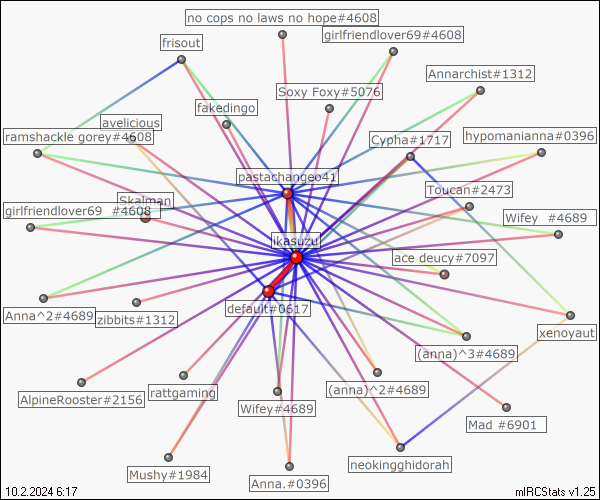 no cops no laws no hope#4608
girlfriendlover69#4608
frisout
Annarchist#1312
Soxy Foxy#5076
fakedingo
avelicious
ramshackle gorey#4608
Cypha#1717
hypomanianna#0396
pastachangeo41
Toucan#2473
Skalman
girlfriendlover69 #4608
Wifey #4689
ikasuzu
ace deucy#7097
default#0617
Anna^2#4689
zibbits#1312
xenoyaut
(anna)^3#4689
(anna)^2#4689
rattgaming
AlpineRooster#2156
Wifey#4689
Mad #6901
neokingghidorah
Mushy#1984
Anna.#0396
10.2.2024 6:17
mIRCStats v1.25